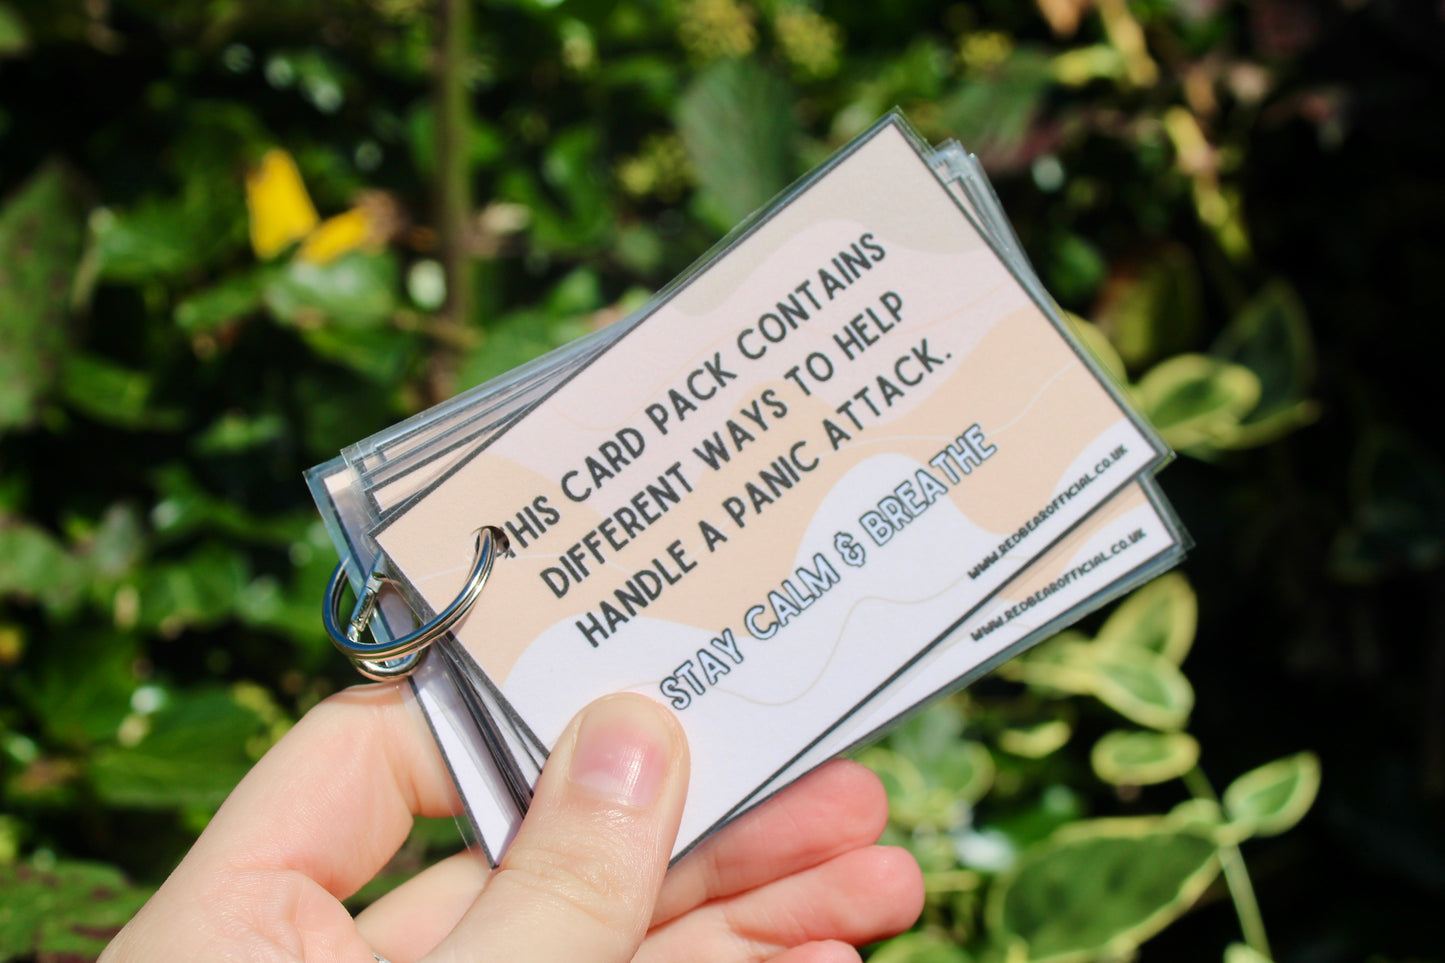 THIS CARD PACK CONTAINS
DIFFERENT WAYS TO HELP
HANDLE A PANIC ATTACK.
STAY CALM & BREATHE
WWW.REDBEAROFFICIAL.CO.UK
WWW.REDBEAROFFICIAL.CO.UK